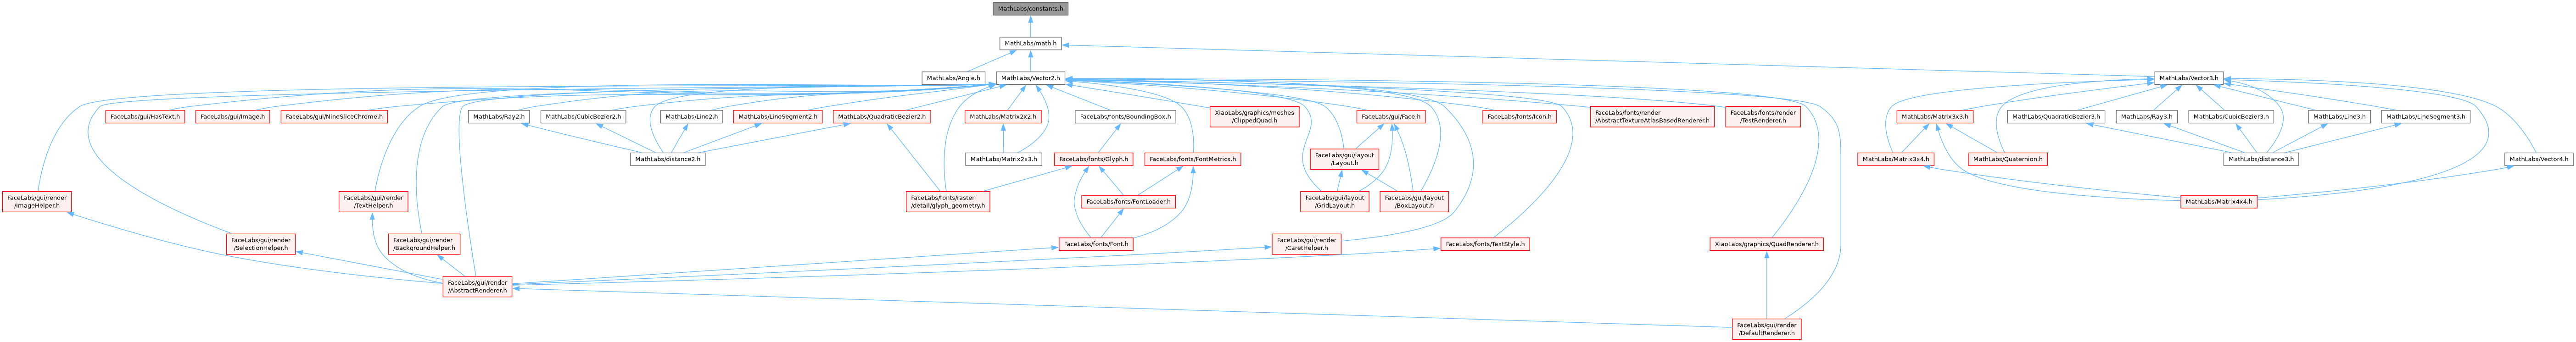 MathLabs/constants.h
MathLabs/math.h
MathLabs/Angle.h
MathLabs/Vector2.h
MathLabs/Vector3.h
FaceLabs/gui/HasText.h
FaceLabs/gui/Image.h
FaceLabs/gui/NineSliceChrome.h
MathLabs/Ray2.h
MathLabs/CubicBezier2.h
MathLabs/Line2.h
MathLabs/LineSegment2.h
MathLabs/QuadraticBezier2.h
MathLabs/Matrix2x2.h
FaceLabs/fonts/BoundingBox.h
XiaoLabs/graphics/meshes
/ClippedQuad.h
FaceLabs/gui/Face.h
FaceLabs/fonts/Icon.h
FaceLabs/fonts/render
/AbstractTextureAtlasBasedRenderer.h
FaceLabs/fonts/render
/TestRenderer.h
MathLabs/Matrix3x3.h
MathLabs/QuadraticBezier3.h
MathLabs/Ray3.h
MathLabs/CubicBezier3.h
MathLabs/Line3.h
MathLabs/LineSegment3.h
MathLabs/distance2.h
MathLabs/Matrix2x3.h
FaceLabs/fonts/Glyph.h
FaceLabs/fonts/FontMetrics.h
FaceLabs/gui/layout
/Layout.h
MathLabs/Matrix3x4.h
MathLabs/Quaternion.h
MathLabs/distance3.h
MathLabs/Vector4.h
FaceLabs/gui/render
/ImageHelper.h
FaceLabs/gui/render
/TextHelper.h
FaceLabs/fonts/raster
/detail/glyph_geometry.h
FaceLabs/fonts/FontLoader.h
FaceLabs/gui/layout
/GridLayout.h
FaceLabs/gui/layout
/BoxLayout.h
MathLabs/Matrix4x4.h
FaceLabs/gui/render
/SelectionHelper.h
FaceLabs/gui/render
/BackgroundHelper.h
FaceLabs/fonts/Font.h
FaceLabs/gui/render
/CaretHelper.h
FaceLabs/fonts/TextStyle.h
XiaoLabs/graphics/QuadRenderer.h
FaceLabs/gui/render
/AbstractRenderer.h
FaceLabs/gui/render
/DefaultRenderer.h